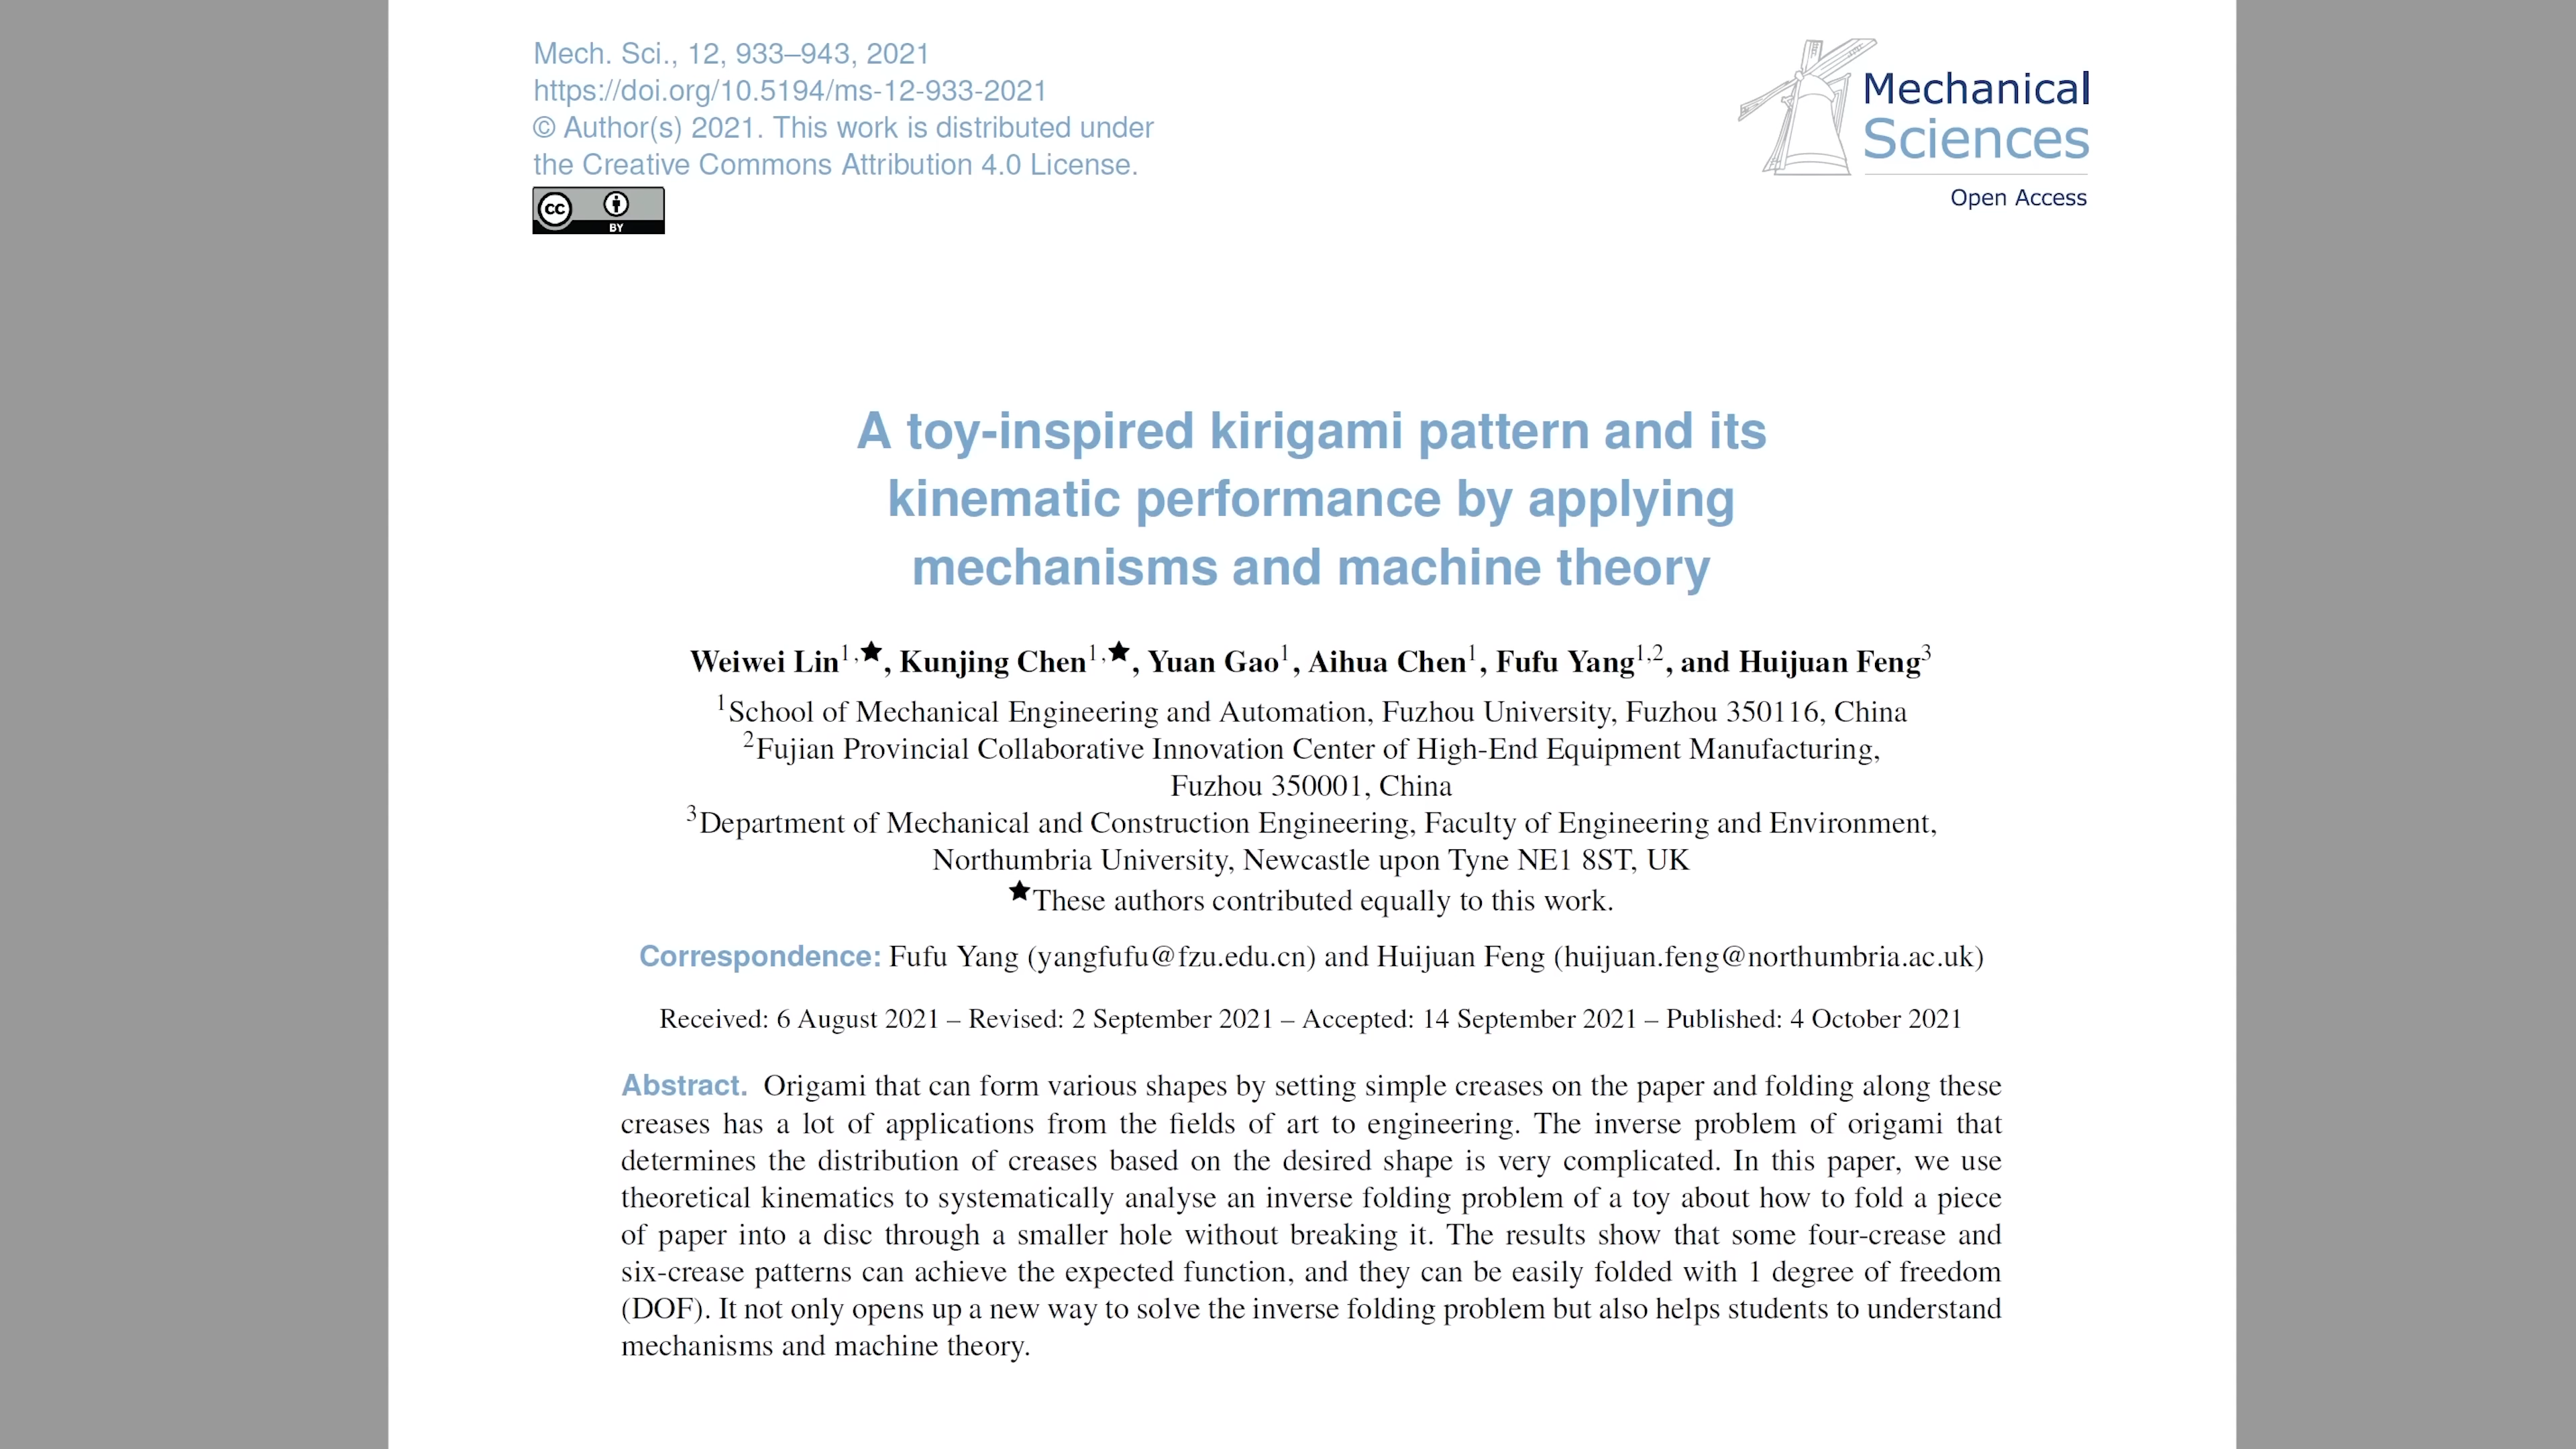 Mech. Sci., 12, 933–943, 2021
https://doi.org/10.5194/ms-12-933-2021
© Author(s) 2021. This work is distributed under
the Creative Commons Attribution 4.0 License.
cc
BY
Mechanical
Sciences
Open Access
A toy-inspired kirigami pattern and its
kinematic performance by applying
mechanisms and machine theory
Weiwei Lin1,★, Kunjing Chen1,★, Yuan Gao1, Aihua Chen1, Fufu Yang1,2, and Huijuan Feng3
1School of Mechanical Engineering and Automation, Fuzhou University, Fuzhou 350116, China
2Fujian Provincial Collaborative Innovation Center of High-End Equipment Manufacturing,
Fuzhou 350001, China
3Department of Mechanical and Construction Engineering, Faculty of Engineering and Environment,
Northumbria University, Newcastle upon Tyne NE1 8ST, UK
★These authors contributed equally to this work.
Correspondence: Fufu Yang (yangfufu@fzu.edu.cn) and Huijuan Feng (huijuan.feng@northumbria.ac.uk)
Received: 6 August 2021 – Revised: 2 September 2021 – Accepted: 14 September 2021 – Published: 4 October 2021
Abstract. Origami that can form various shapes by setting simple creases on the paper and folding along these
creases has a lot of applications from the fields of art to engineering. The inverse problem of origami that
determines the distribution of creases based on the desired shape is very complicated. In this paper, we use
theoretical kinematics to systematically analyse an inverse folding problem of a toy about how to fold a piece
of paper into a disc through a smaller hole without breaking it. The results show that some four-crease and
six-crease patterns can achieve the expected function, and they can be easily folded with 1 degree of freedom
(DOF). It not only opens up a new way to solve the inverse folding problem but also helps students to understand
mechanisms and machine theory.